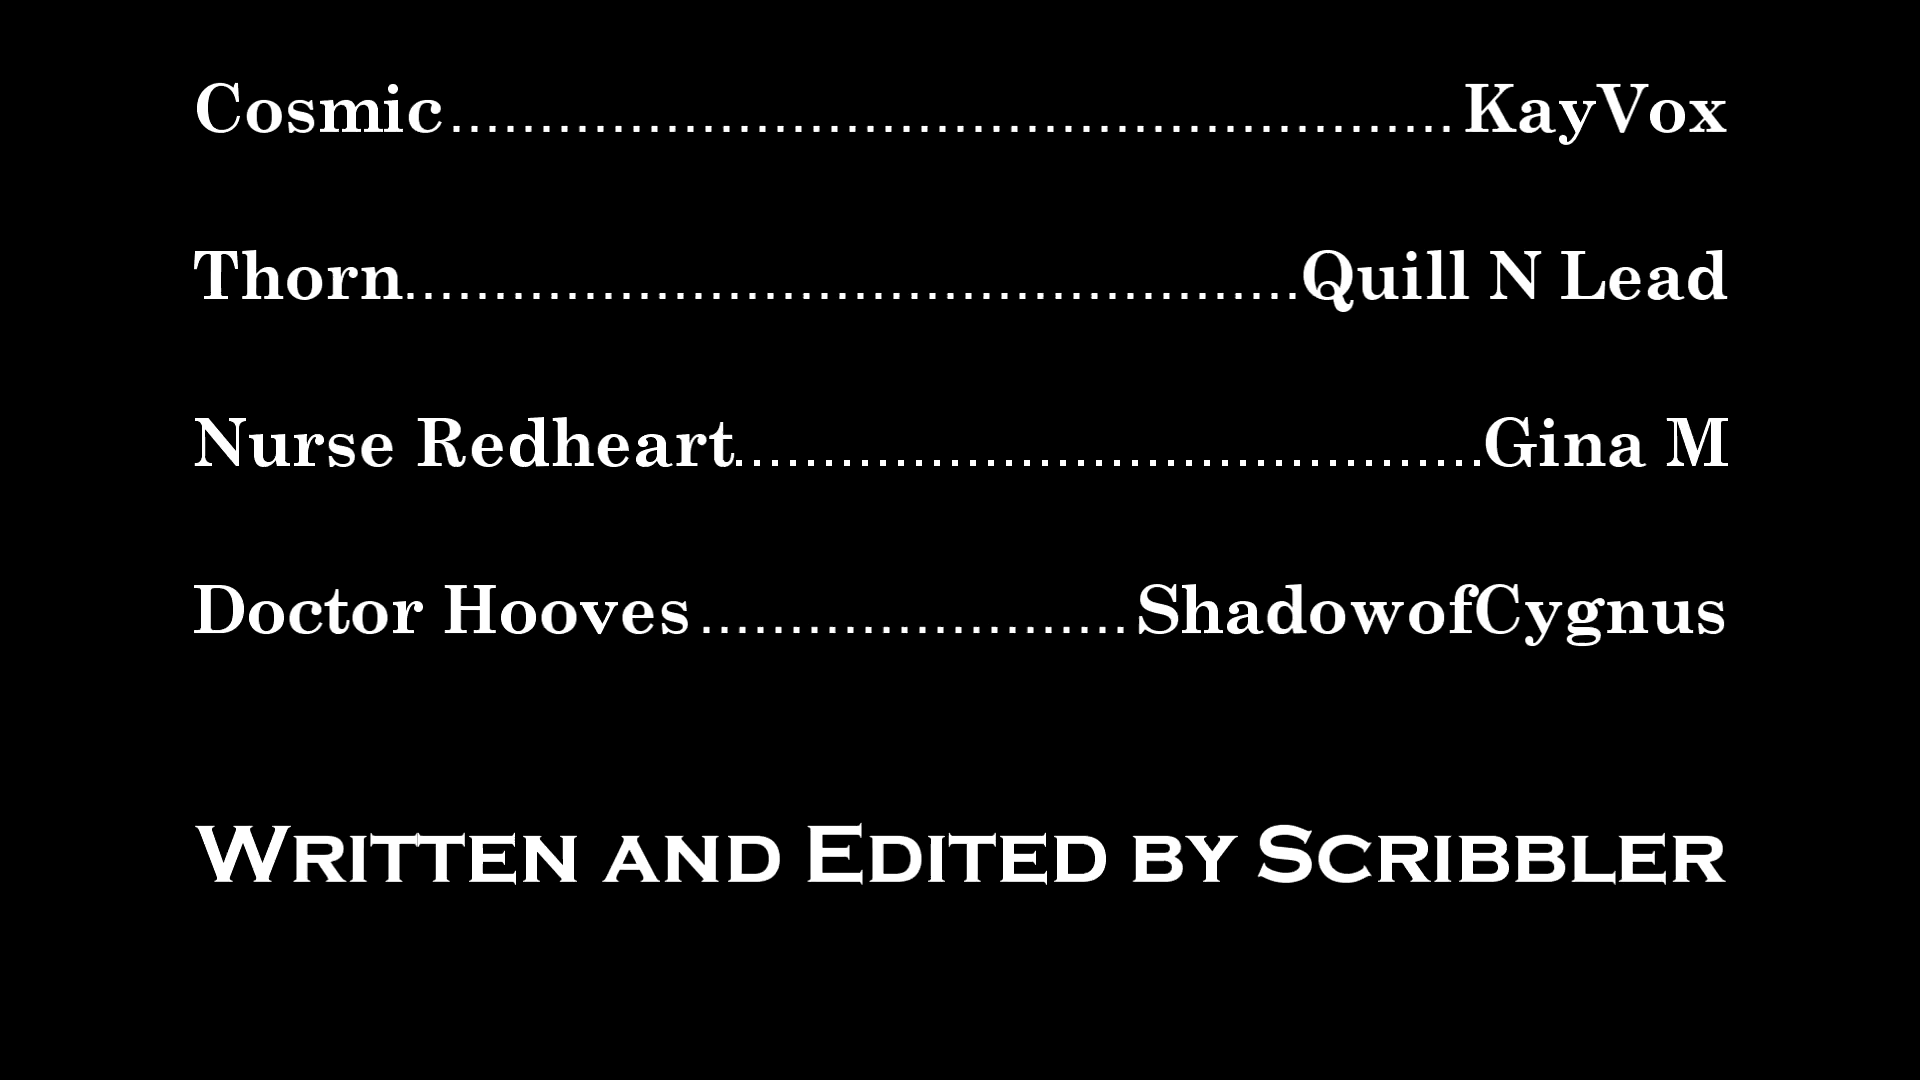 Cosmic........................................................KayVox
Thorn..................................................Quill N Lead
Nurse Redheart..........................................Gina M
Doctor Hooves........................ShadowofCygnus
Written and Edited by Scribbler